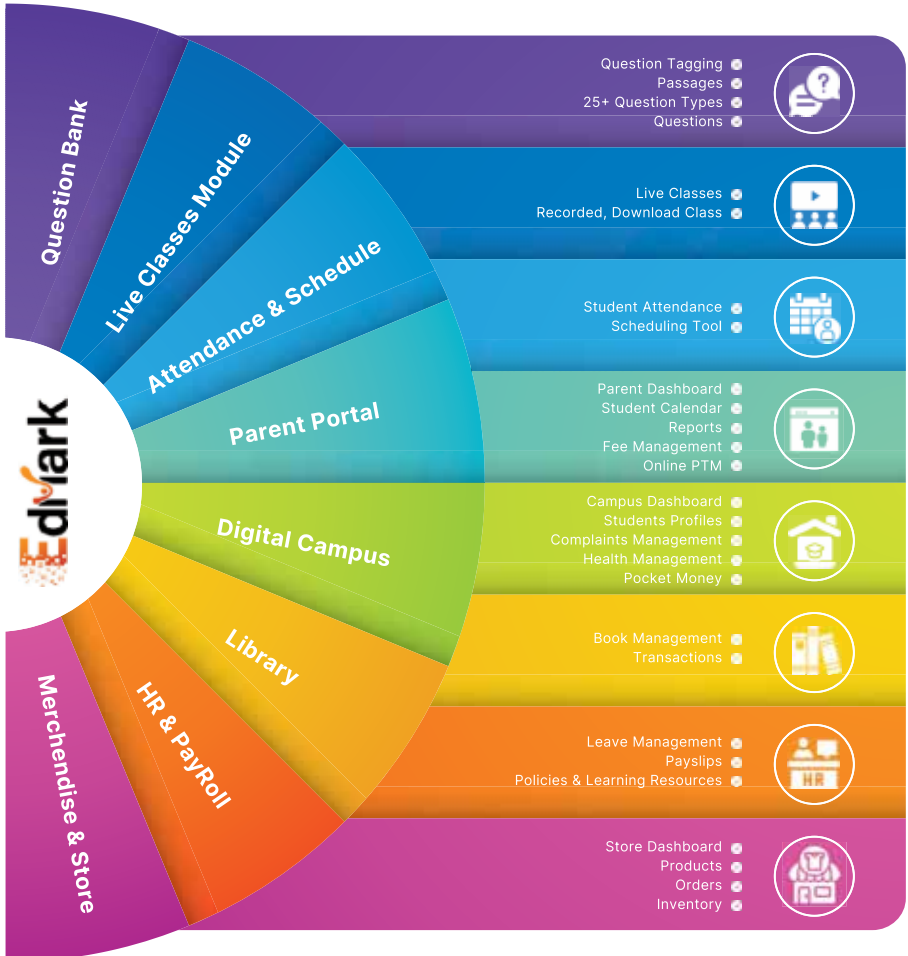 EdMark
Question Bank
Question Tagging
Passages
25+ Question Types
Questions
Live Classes Module
Live Classes
Recorded, Download Class
Attendance & Schedule
Student Attendance
Scheduling Tool
Parent Portal
Parent Dashboard
Student Calendar
Reports
Fee Management
Online PTM
Digital Campus
Campus Dashboard
Students Profiles
Complaints Management
Health Management
Pocket Money
Library
Book Management
Transactions
HR & PayRoll
Leave Management
Payslips
Policies & Learning Resources
HR
Merchendise & Store
Store Dashboard
Products
Orders
Inventory